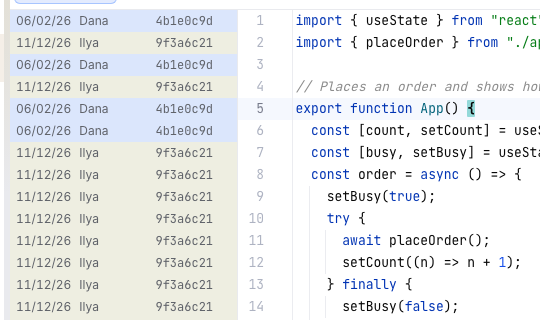 06/02/26 Dana 4b1e0c9d 1 import { useState } from "react"
11/12/26 Ilya 9f3a6c21 2 import { placeOrder } from "./ap
06/02/26 Dana 4b1e0c9d 3
11/12/26 Ilya 9f3a6c21 4 // Places an order and shows ho
06/02/26 Dana 4b1e0c9d 5 export function App() {
06/02/26 Dana 4b1e0c9d 6 const [count, setCount] = useS
11/12/26 Ilya 9f3a6c21 7 const [busy, setBusy] = useSta
11/12/26 Ilya 9f3a6c21 8 const order = async () => {
11/12/26 Ilya 9f3a6c21 9 setBusy(true);
11/12/26 Ilya 9f3a6c21 10 try {
11/12/26 Ilya 9f3a6c21 11 await placeOrder();
11/12/26 Ilya 9f3a6c21 12 setCount((n) => n + 1);
11/12/26 Ilya 9f3a6c21 13 } finally {
11/12/26 Ilya 9f3a6c21 14 setBusy(false);